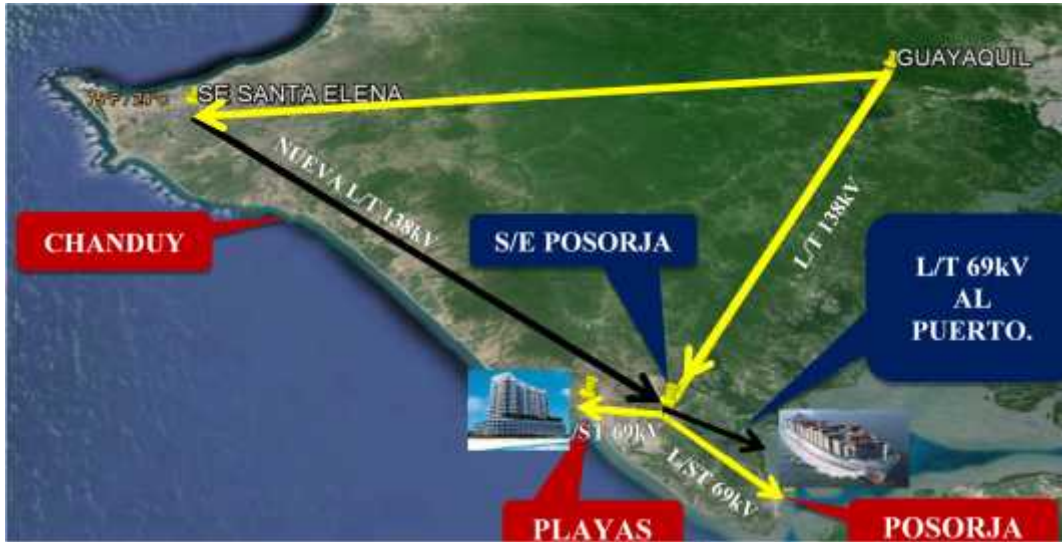 GUAYAQUIL
SE SANTA ELENA
NUEVA L/T 138kV
CHANDUY
S/E POSORJA
L/T 138kV
L/T 69kV
AL
PUERTO.
69kV
L/ST 69kV
PLAYAS
POSORJA